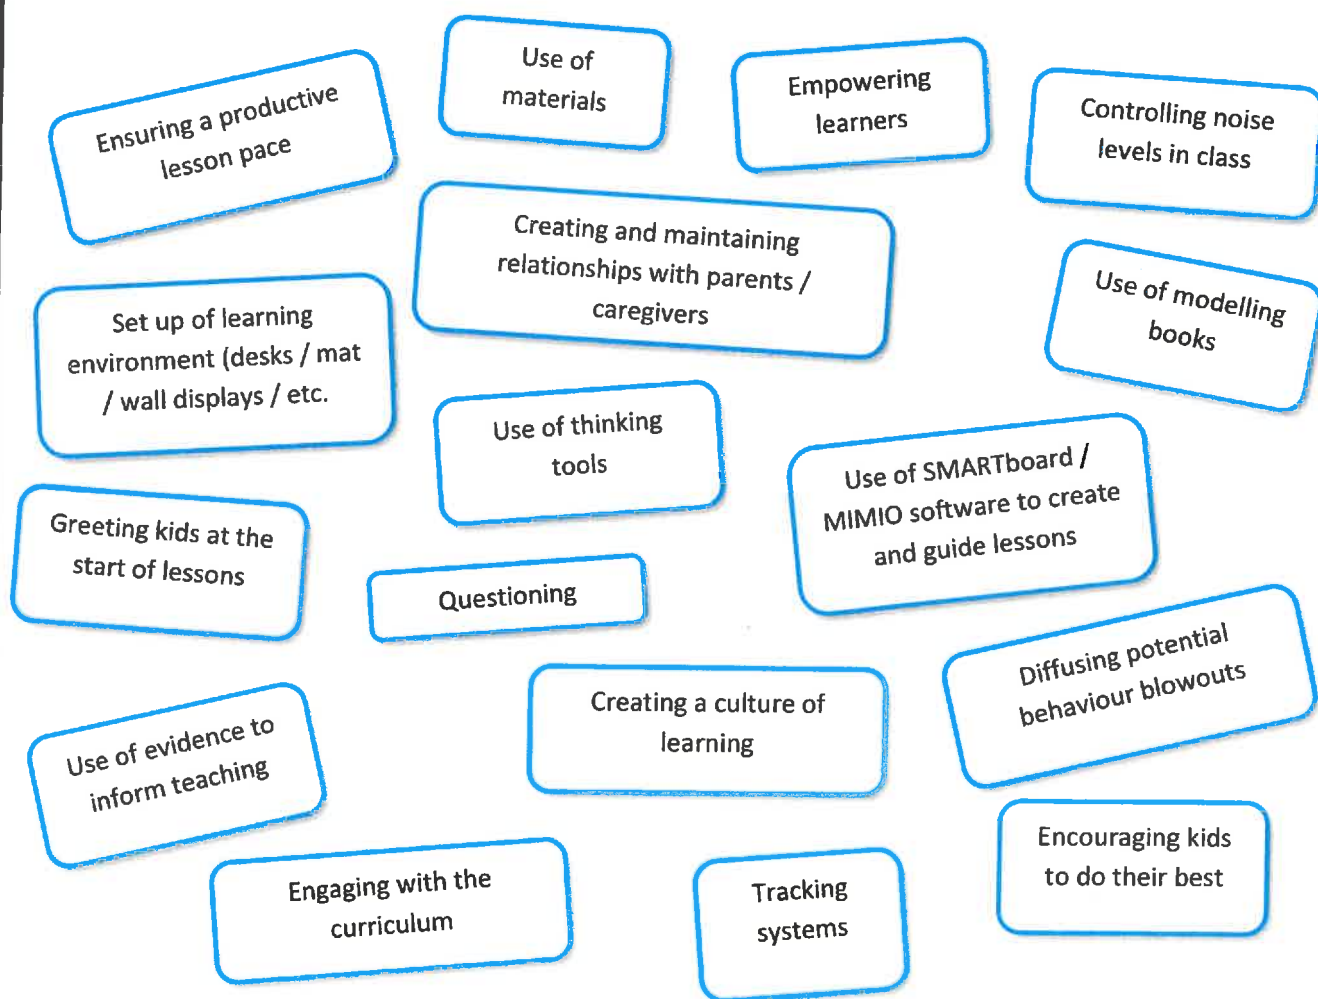 Use of
materials
Empowering
learners
Ensuring a productive
lesson pace
Controlling noise
levels in class
Creating and maintaining
relationships with parents /
caregivers
Use of modelling
books
Set up of learning
environment (desks / mat
/ wall displays / etc.
Use of thinking
tools
Use of SMARTboard /
MIMIO software to create
and guide lessons
Greeting kids at the
start of lessons
Questioning
Diffusing potential
behaviour blowouts
Creating a culture of
learning
Use of evidence to
inform teaching
Encouraging kids
to do their best
Engaging with the
curriculum
Tracking
systems